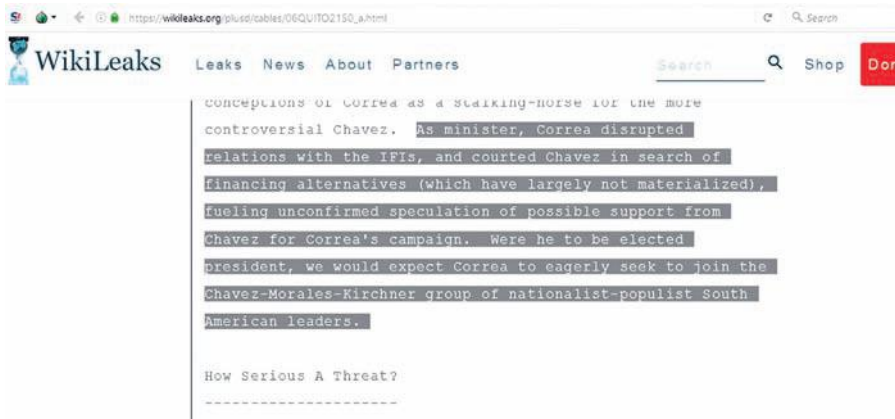 https://wikileaks.org/plusd/cables/06QUITO2150_a.html
Search
WikiLeaks
Leaks News About Partners
Search
Shop
Don
conceptions of Correa as a stalking-horse for the more
controversial Chavez. As minister, Correa disrupted
relations with the IFIs, and courted Chavez in search of
financing alternatives (which have largely not materialized),
fueling unconfirmed speculation of possible support from
Chavez for Correa's campaign. Were he to be elected
president, we would expect Correa to eagerly seek to join the
Chavez-Morales-Kirchner group of nationalist-populist South
American leaders.
How Serious A Threat?
---------------------